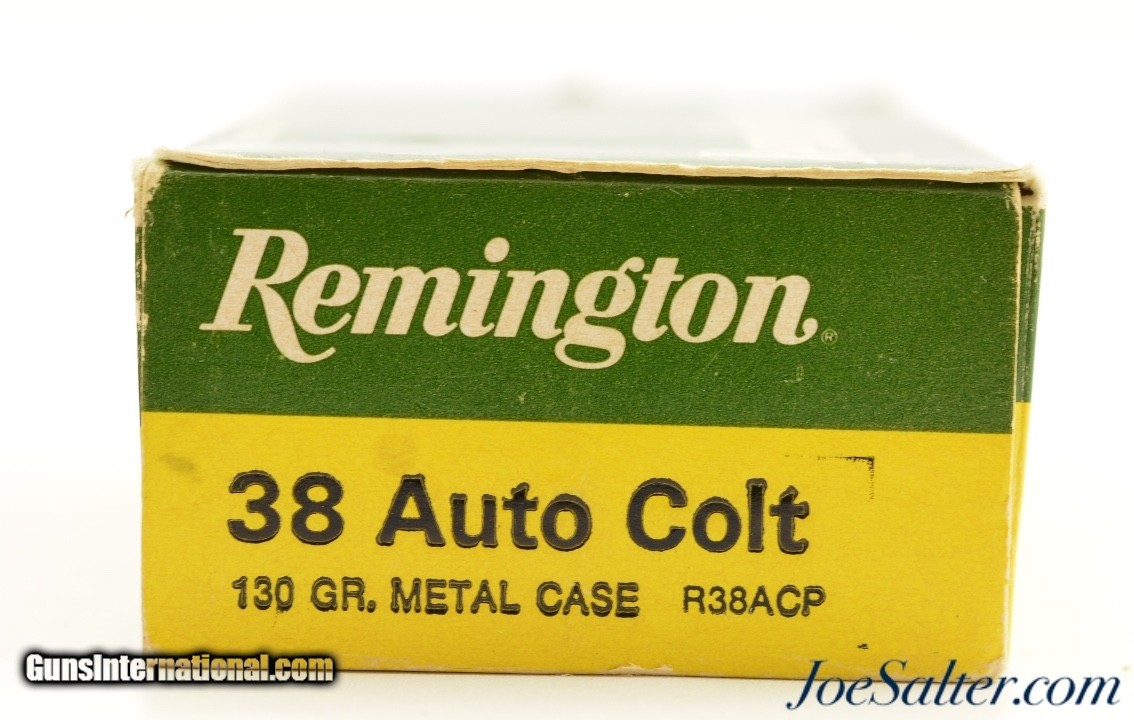 Remington®
38 Auto Colt
130 GR. METAL CASE R38ACP
GunsInternational.com
JoeSalter.com